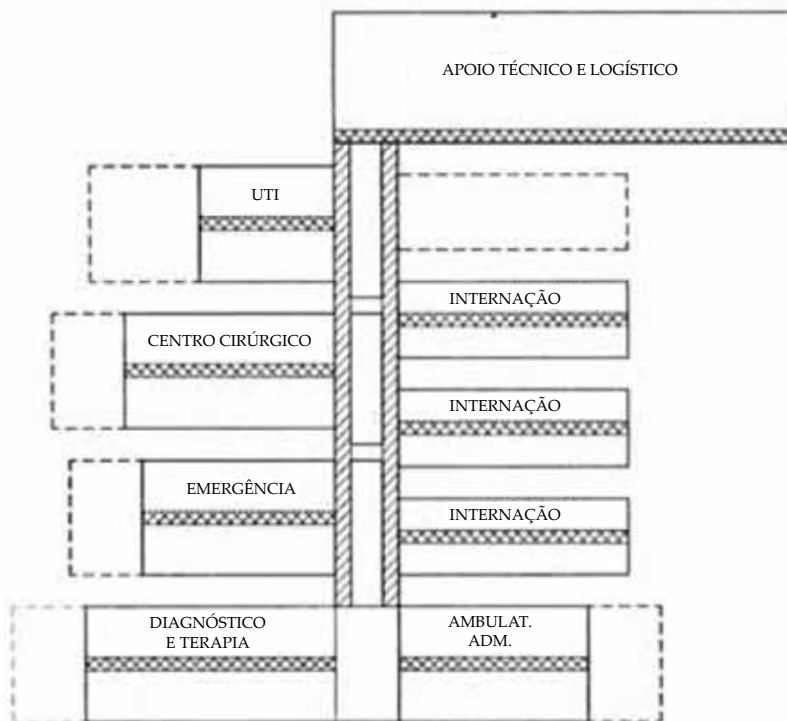 APOIO TÉCNICO E LOGÍSTICO
UTI
INTERNAÇÃO
CENTRO CIRÚRGICO
INTERNAÇÃO
EMERGÊNCIA
INTERNAÇÃO
DIAGNÓSTICO
E TERAPIA
AMBULAT.
ADM.